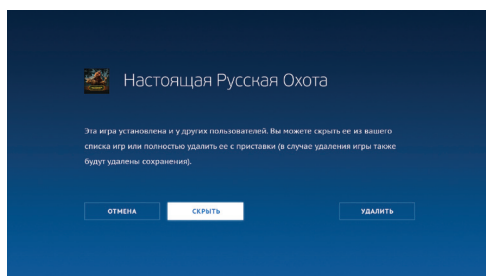 Настоящая Русская Охота
Эта игра установлена и у других пользователей. Вы можете скрыть ее из вашего
списка игр или полностью удалить ее с приставки (в случае удаления игры также
будут удалены сохранения).
ОТМЕНА СКРЫТЬ УДАЛИТЬ